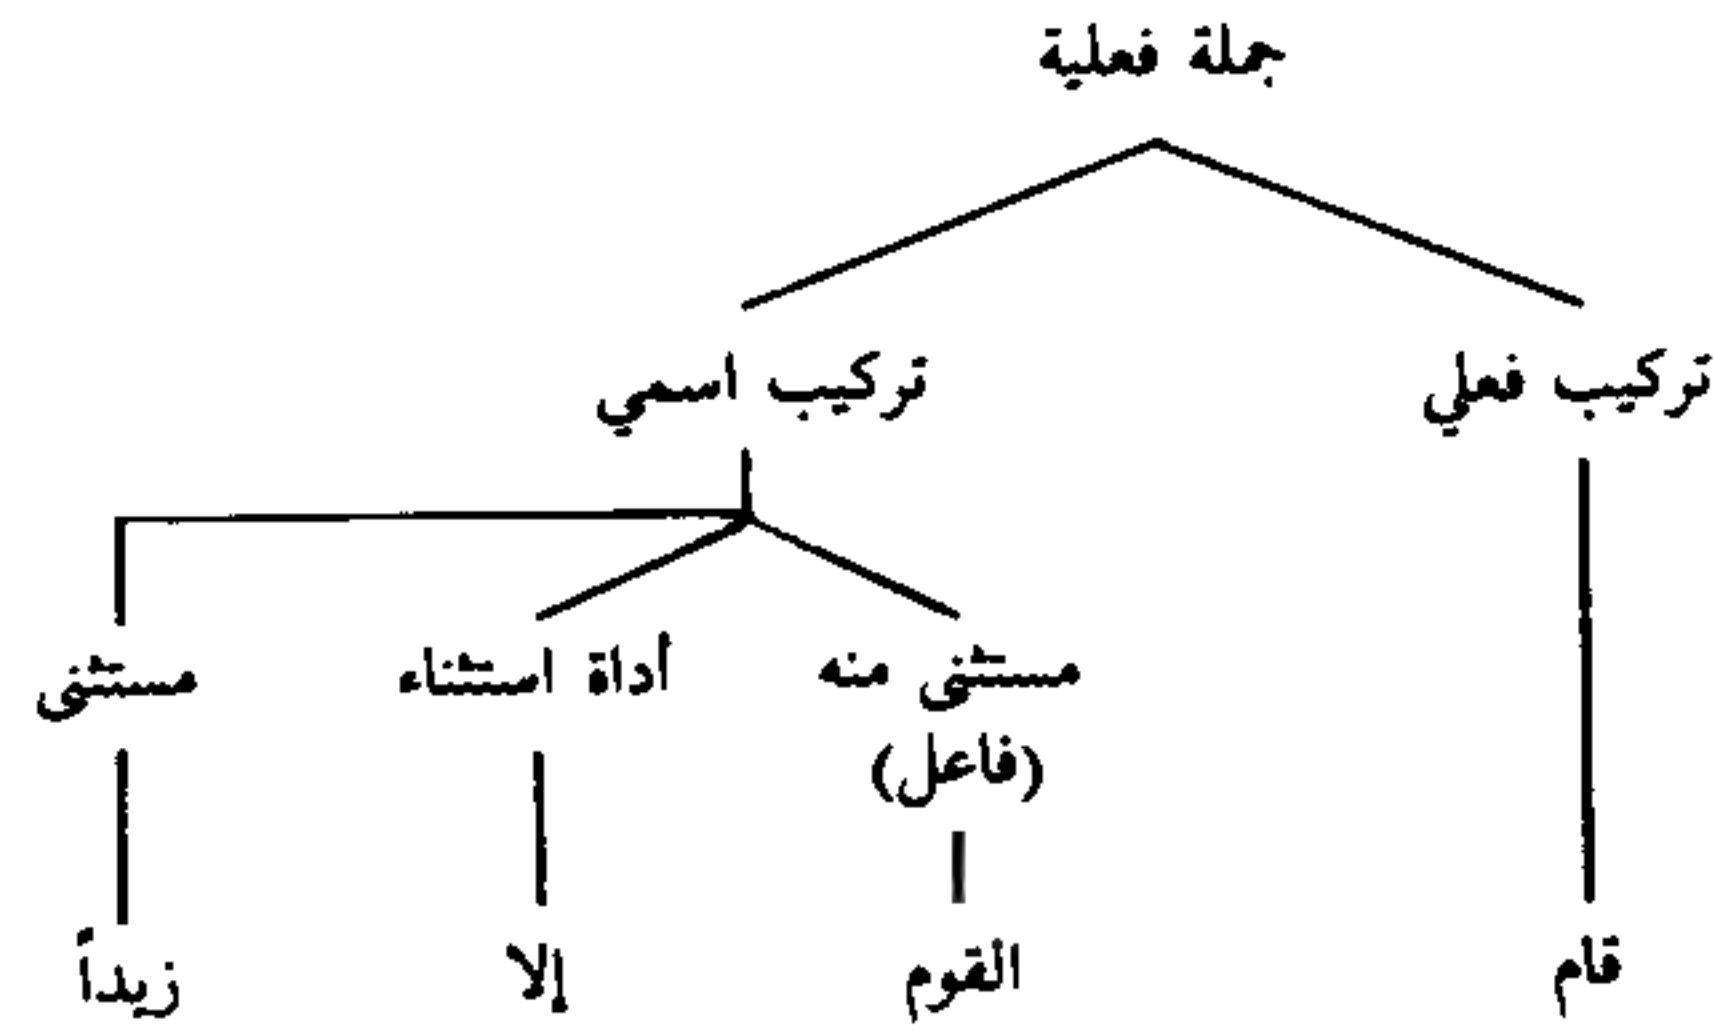 جملة فعلية
تركيب فعلي تركيب اسمي
مستثنى منه أداة استثناء مستثنى
(فاعل)
قام القوم إلا زيداً